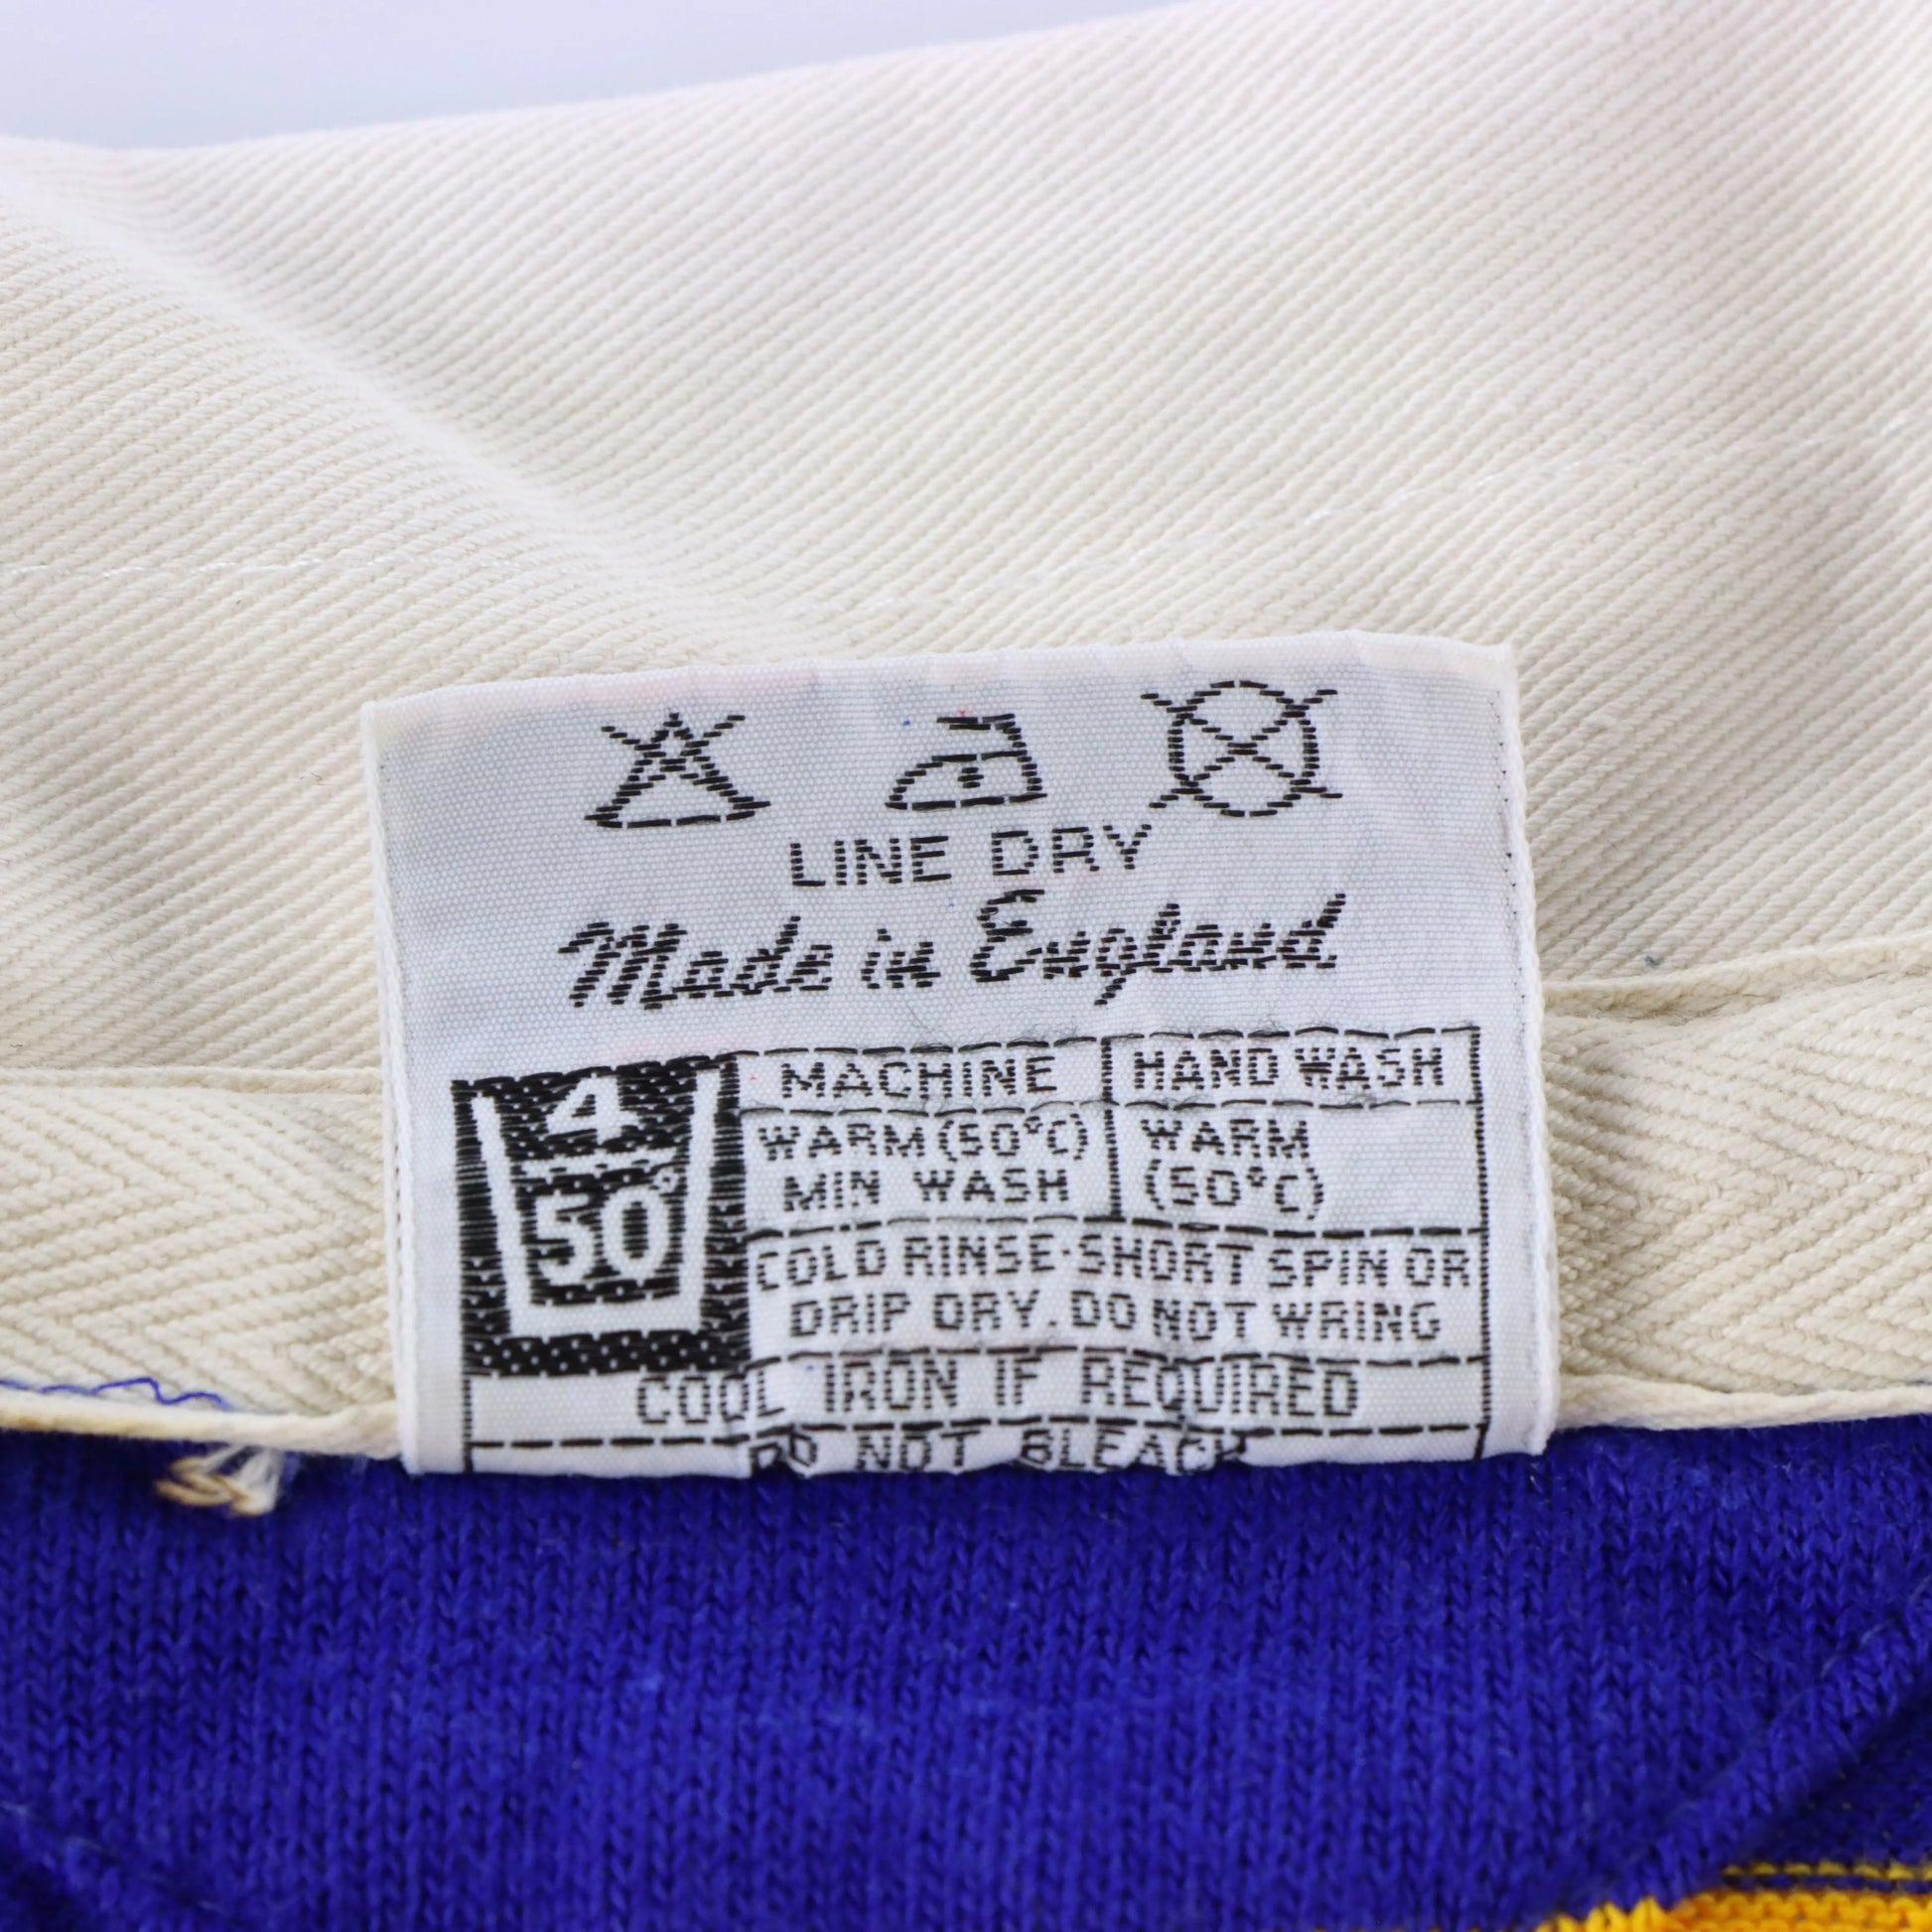 LINE DRY
Made in England
4
50°
MACHINE
HAND WASH
WARM (50°C)
MIN WASH
WARM
(50°C)
COLD RINSE·SHORT SPIN OR
DRIP DRY. DO NOT WRING
COOL IRON IF REQUIRED
DO NOT BLEACH